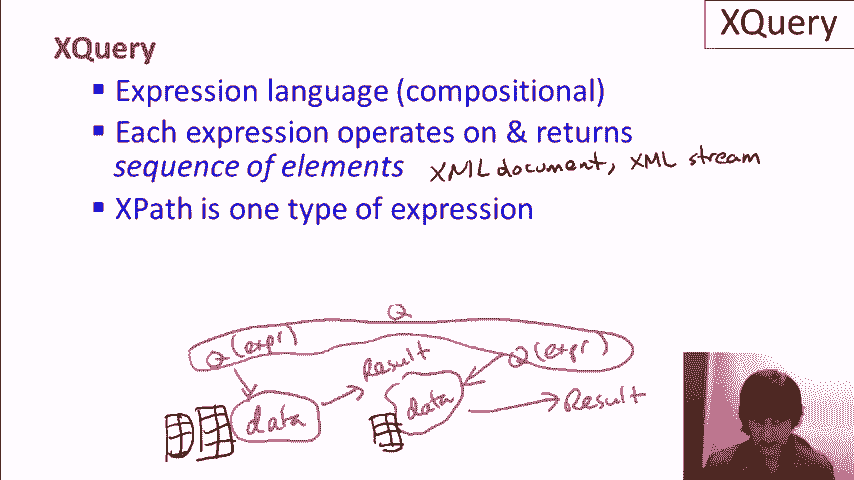 XQuery
XQuery
▪ Expression language (compositional)
▪ Each expression operates on & returns
sequence of elements XML document, XML stream
▪ XPath is one type of expression
Q
Q (expr) Result Q (expr)
data data Result